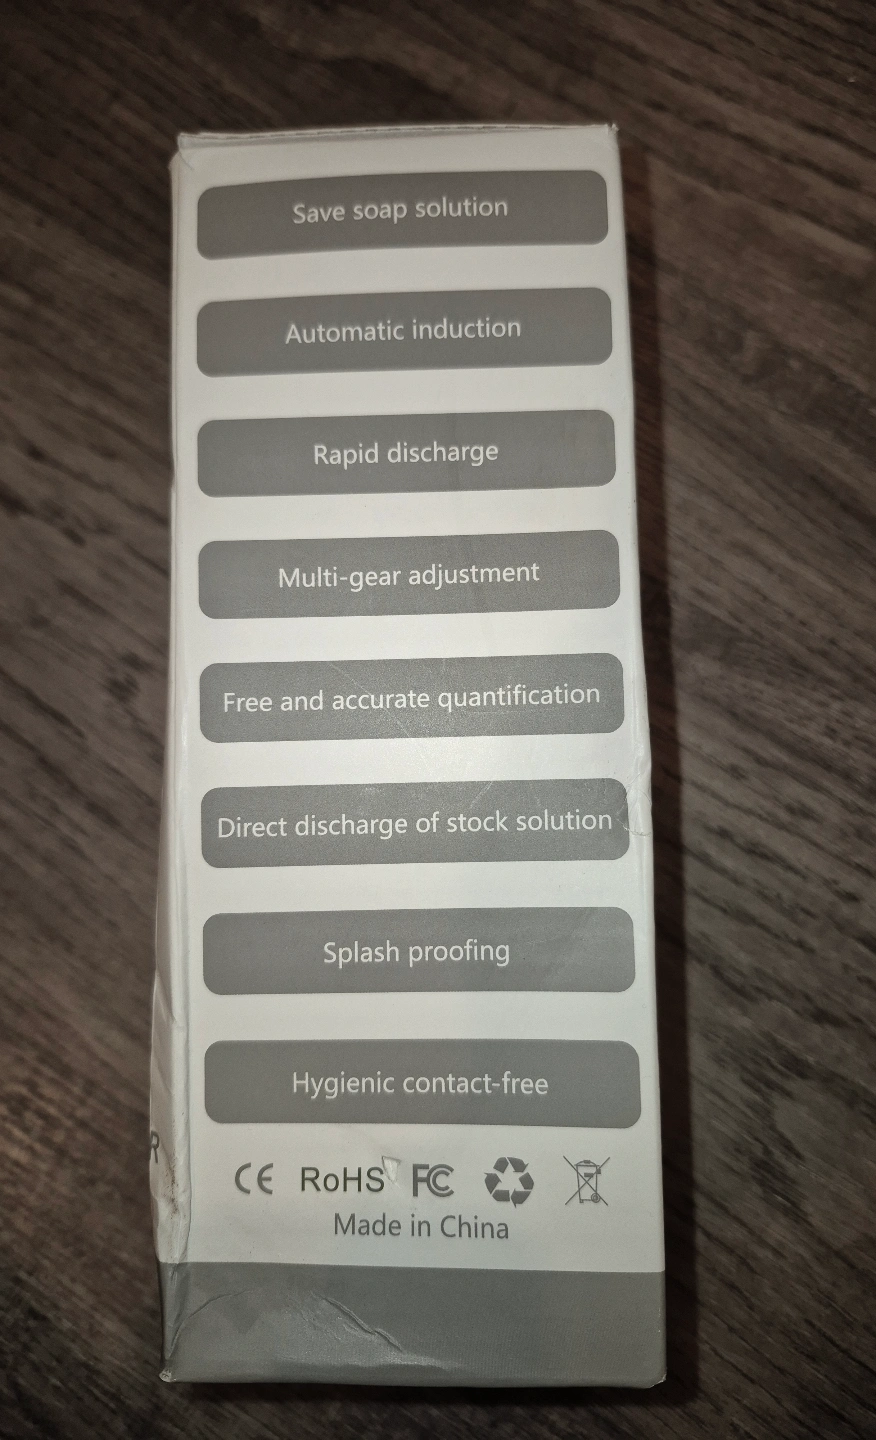 Save soap solution
Automatic induction
Rapid discharge
Multi-gear adjustment
Free and accurate quantification
Direct discharge of stock solution
Splash proofing
Hygienic contact-free
R
CE RoHS FC
Made in China